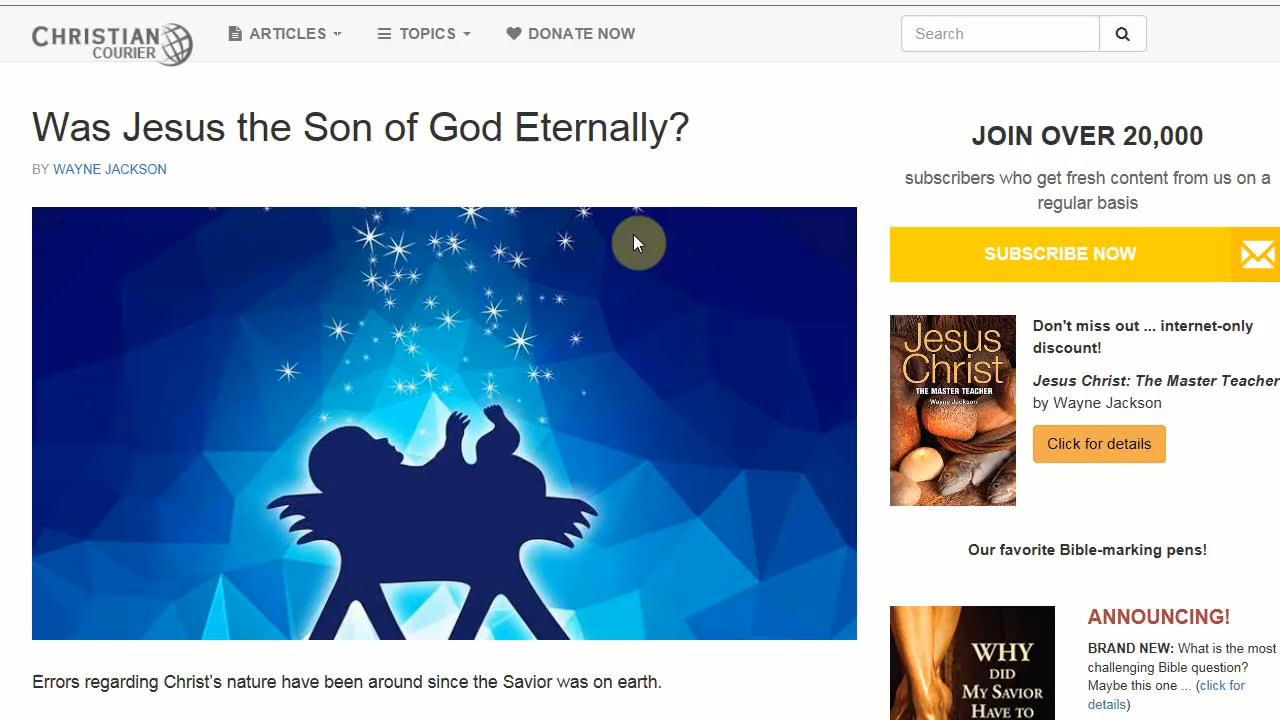 CHRISTIAN
COURIER
ARTICLES
TOPICS
DONATE NOW
Search
Was Jesus the Son of God Eternally?
BY WAYNE JACKSON
Errors regarding Christ's nature have been around since the Savior was on earth.
JOIN OVER 20,000
subscribers who get fresh content from us on a
regular basis
SUBSCRIBE NOW
Jesus
Christ
THE MASTER TEACHER
Wayne Jackson
Don't miss out ... internet-only
discount!
Jesus Christ: The Master Teacher
by Wayne Jackson
Click for details
Our favorite Bible-marking pens!
WHY
DID
MY SAVIOR
HAVE TO
ANNOUNCING!
BRAND NEW: What is the most
challenging Bible question?
Maybe this one ... (click for
details)